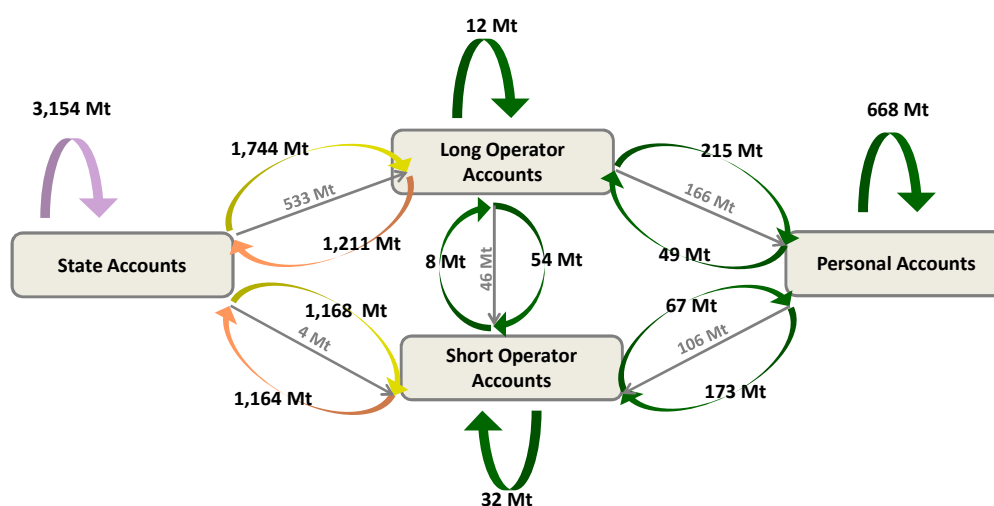 12 Mt
3,154 Mt
668 Mt
1,744 Mt
Long Operator
Accounts
215 Mt
533 Mt
166 Mt
1,211 Mt
49 Mt
State Accounts
8 Mt
46 Mt
54 Mt
Personal Accounts
1,168 Mt
67 Mt
4 Mt
106 Mt
Short Operator
Accounts
1,164 Mt
173 Mt
32 Mt